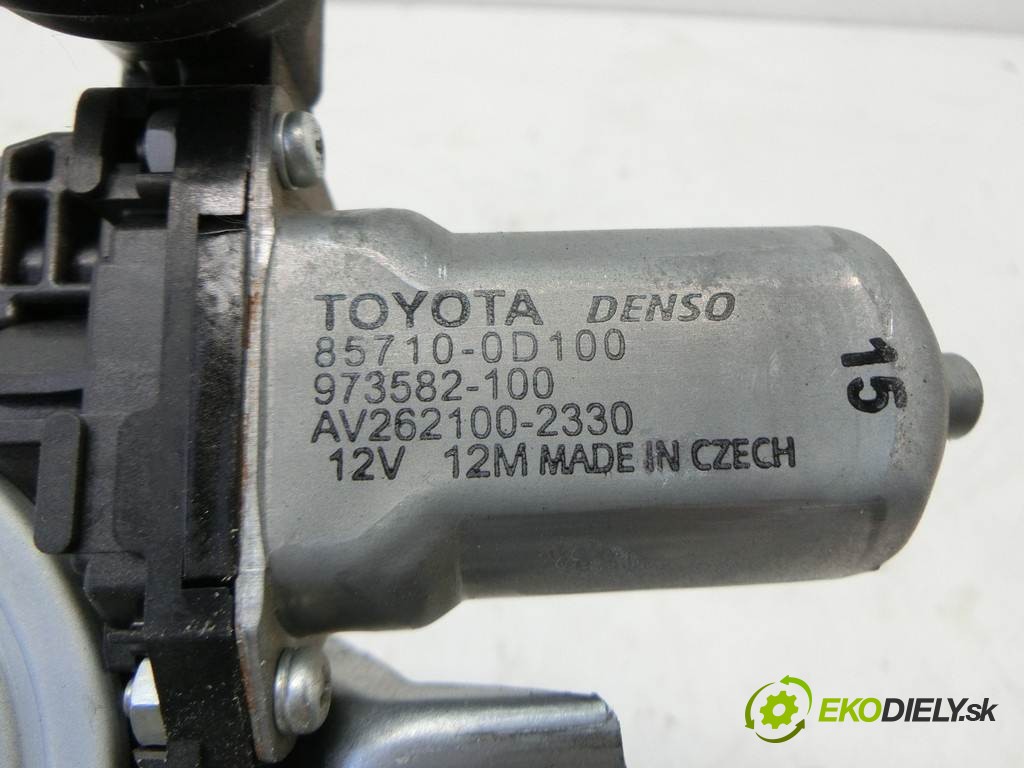 TOYOTA DENSO
85710-0D100
973582-100
AV262100-2330
12V 12M MADE IN CZECH
15
EKODIELY.sk